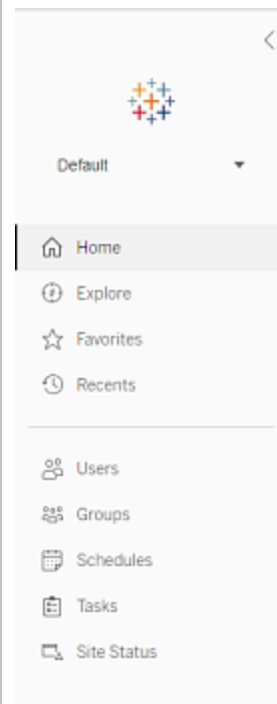 Default
Home
Explore
Favorites
Recents
Users
Groups
Schedules
Tasks
Site Status